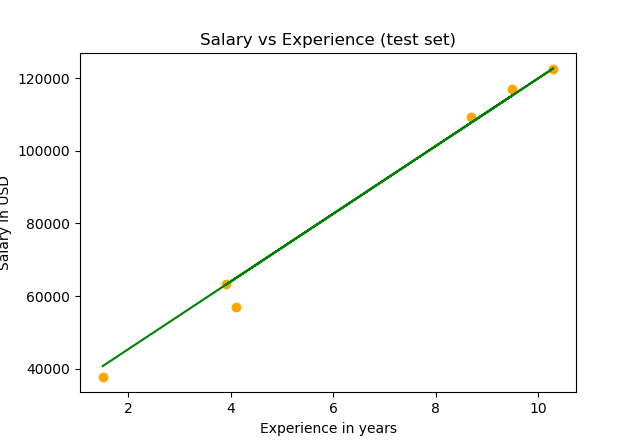 Salary vs Experience (test set)
120000
100000
80000
60000
40000
Salary in USD
2 4 6 8 10
Experience in years